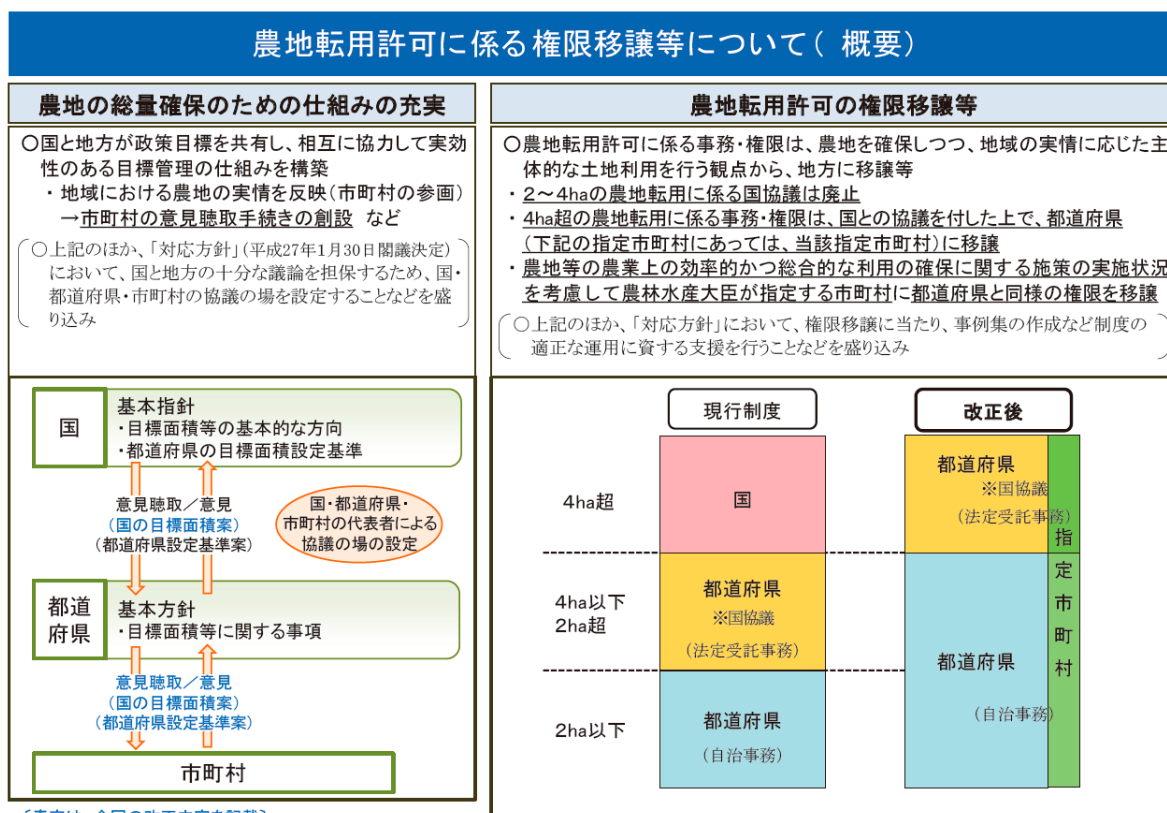 農地転用許可に係る権限移譲等について( 概要)
農地の総量確保のための仕組みの充実
○国と地方が政策目標を共有し、相互に協力して実効
性のある目標管理の仕組みを構築
・地域における農地の実情を反映(市町村の参画)
→市町村の意見聴取手続きの創設 など
○上記のほか、「対応方針」(平成27年1月30日閣議決定)
において、国と地方の十分な議論を担保するため、国・
都道府県・市町村の協議の場を設定することなどを盛
り込み
国
基本指針
・目標面積等の基本的な方向
・都道府県の目標面積設定基準
意見聴取/意見
(国の目標面積案)
(都道府県設定基準案)
国・都道府県・
市町村の代表者による
協議の場の設定
都道
府県
基本方針
・目標面積等に関する事項
意見聴取/意見
(国の目標面積案)
(都道府県設定基準案)
市町村
農地転用許可の権限移譲等
○農地転用許可に係る事務・権限は、農地を確保しつつ、地域の実情に応じた主
体的な土地利用を行う観点から、地方に移譲等
・2~4haの農地転用に係る国協議は廃止
・4ha超の農地転用に係る事務・権限は、国との協議を付した上で、都道府県
(下記の指定市町村にあっては、当該指定市町村)に移譲
・農地等の農業上の効率的かつ総合的な利用の確保に関する施策の実施状況
を考慮して農林水産大臣が指定する市町村に都道府県と同様の権限を移譲
○上記のほか、「対応方針」において、権限移譲に当たり、事例集の作成など制度の
適正な運用に資する支援を行うことなどを盛り込み
現行制度
改正後
4ha超
国
都道府県
※国協議
(法定受託事務)
4ha以下
2ha超
都道府県
※国協議
(法定受託事務)
2ha以下
都道府県
(自治事務)
都道府県
(自治事務)
指定市町村